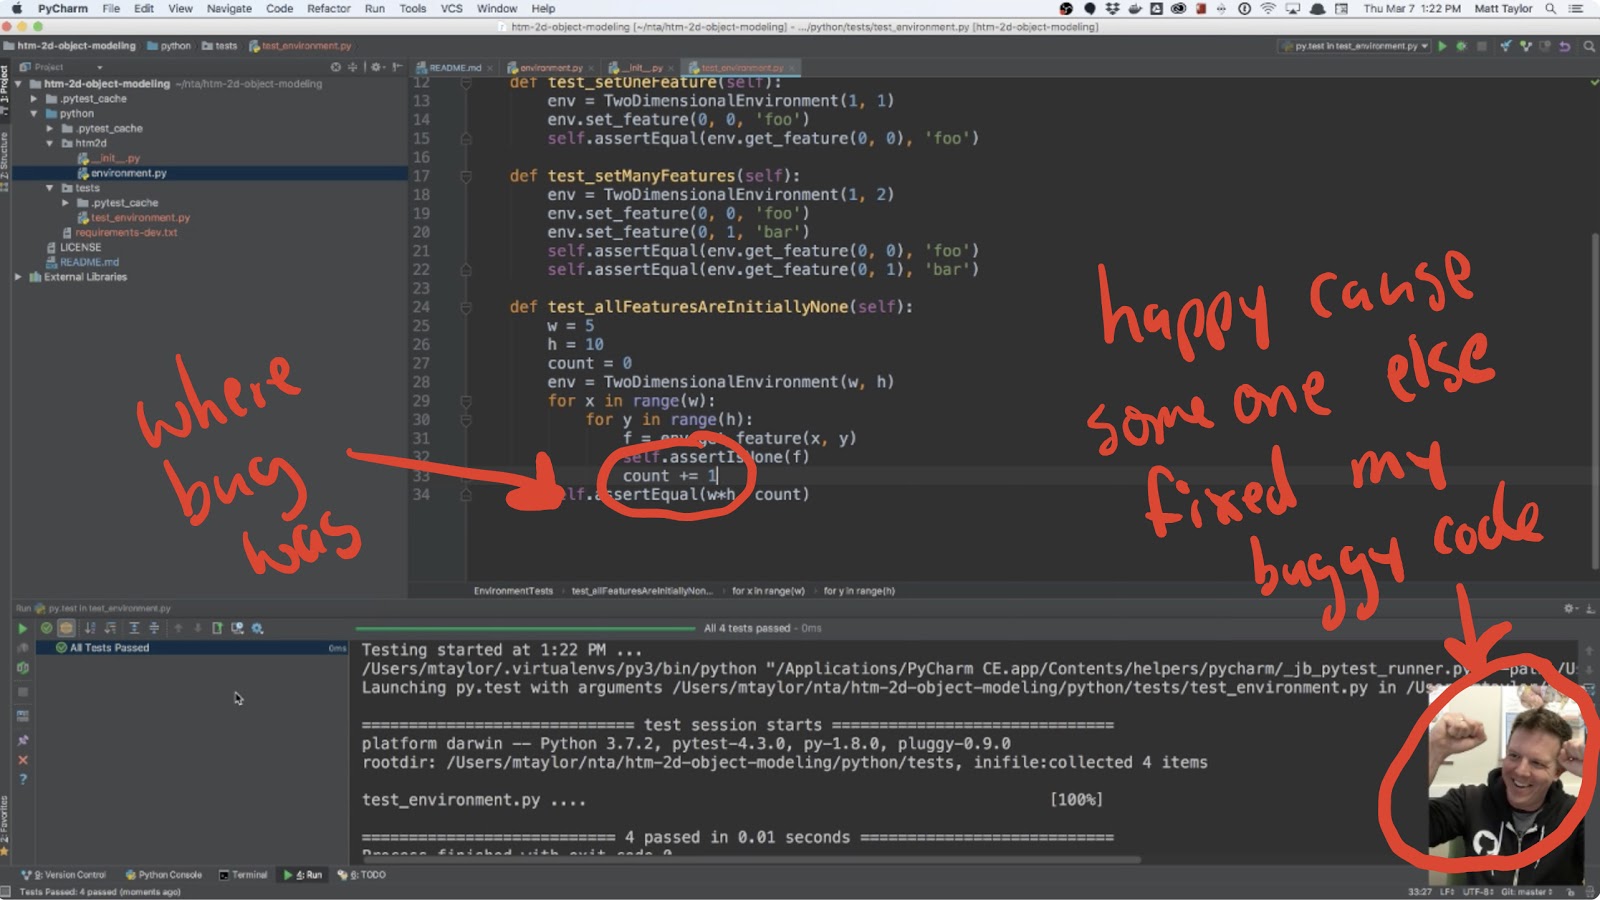 PyCharm File Edit View Navigate Code Refactor Run Tools VCS Window Help Thu Mar 7 1:22 PM Matt Taylor
htm-2d-object-modeling [~/nta/htm-2d-object-modeling] - .../python/tests/test_environment.py [htm-2d-object-modeling]
htm-2d-object-modeling python tests test_environment.py py.test in test_environment.py
Project
README.md environment.py __init__.py test_environment.py
1: Project
Z: Structure
2: Favorites
htm-2d-object-modeling ~/nta/htm-2d-object-modeling
.pytest_cache
python
.pytest_cache
htm2d
__init__.py
environment.py
tests
.pytest_cache
test_environment.py
requirements-dev.txt
LICENSE
README.md
External Libraries
12 def test_setOneFeature(self):
13 env = TwoDimensionalEnvironment(1, 1)
14 env.set_feature(0, 0, 'foo')
15 self.assertEqual(env.get_feature(0, 0), 'foo')
16
17 def test_setManyFeatures(self):
18 env = TwoDimensionalEnvironment(1, 2)
19 env.set_feature(0, 0, 'foo')
20 env.set_feature(0, 1, 'bar')
21 self.assertEqual(env.get_feature(0, 0), 'foo')
22 self.assertEqual(env.get_feature(0, 1), 'bar')
23
24 def test_allFeaturesAreInitiallyNone(self):
25 w = 5
26 h = 10
27 count = 0
28 env = TwoDimensionalEnvironment(w, h)
29 for x in range(w):
30 for y in range(h):
31 f = env.get_feature(x, y)
32 self.assertIsNone(f)
33 count += 1
34 self.assertEqual(w*h, count)
where
bug
was
happy cause
some one else
fixed my
buggy code
EnvironmentTests test_allFeaturesAreInitiallyNon... for x in range(w) for y in range(h)
Run py.test in test_environment.py
All 4 tests passed - 0ms
All Tests Passed 0ms
Testing started at 1:22 PM ...
/Users/mtaylor/.virtualenvs/py3/bin/python "/Applications/PyCharm CE.app/Contents/helpers/pycharm/_jb_pytest_runner.py
Launching py.test with arguments /Users/mtaylor/nta/htm-2d-object-modeling/python/tests/test_environment.py in
============================= test session starts ==============================
platform darwin -- Python 3.7.2, pytest-4.3.0, py-1.8.0, pluggy-0.9.0
rootdir: /Users/mtaylor/nta/htm-2d-object-modeling/python/tests, inifile:collected 4 items
test_environment.py .... [100%]
=========================== 4 passed in 0.01 seconds ===========================
Process finished with exit code 0
9: Version Control Python Console Terminal 4: Run 6: TODO
Tests Passed: 4 passed (moments ago) 33:27 LF UTF-8 Git: master